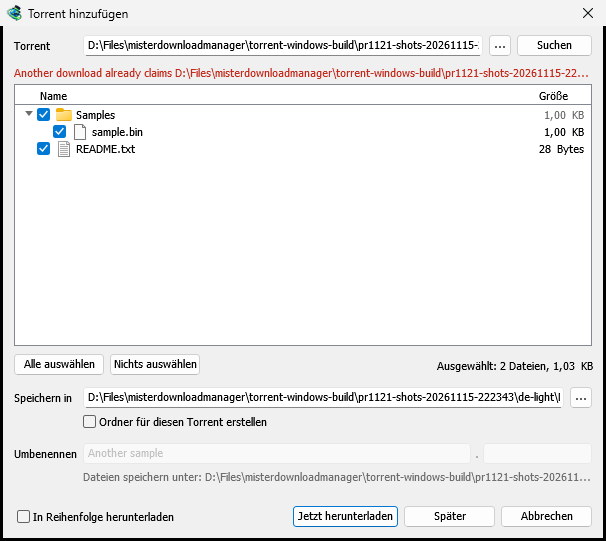 Torrent hinzufügen
Torrent D:\Files\misterdownloadmanager\torrent-windows-build\pr1121-shots-20261115-2 ... Suchen
Another download already claims D:\Files\misterdownloadmanager\torrent-windows-build\pr1121-shots-20261115-22...
Name Größe
Samples 1,00 KB
sample.bin 1,00 KB
README.txt 28 Bytes
Alle auswählen Nichts auswählen Ausgewählt: 2 Dateien, 1,03 KB
Speichern in D:\Files\misterdownloadmanager\torrent-windows-build\pr1121-shots-20261115-222343\de-light\ ...
Ordner für diesen Torrent erstellen
Umbenennen Another sample .
Dateien speichern unter: D:\Files\misterdownloadmanager\torrent-windows-build\pr1121-shots-202611...
In Reihenfolge herunterladen Jetzt herunterladen Später Abbrechen